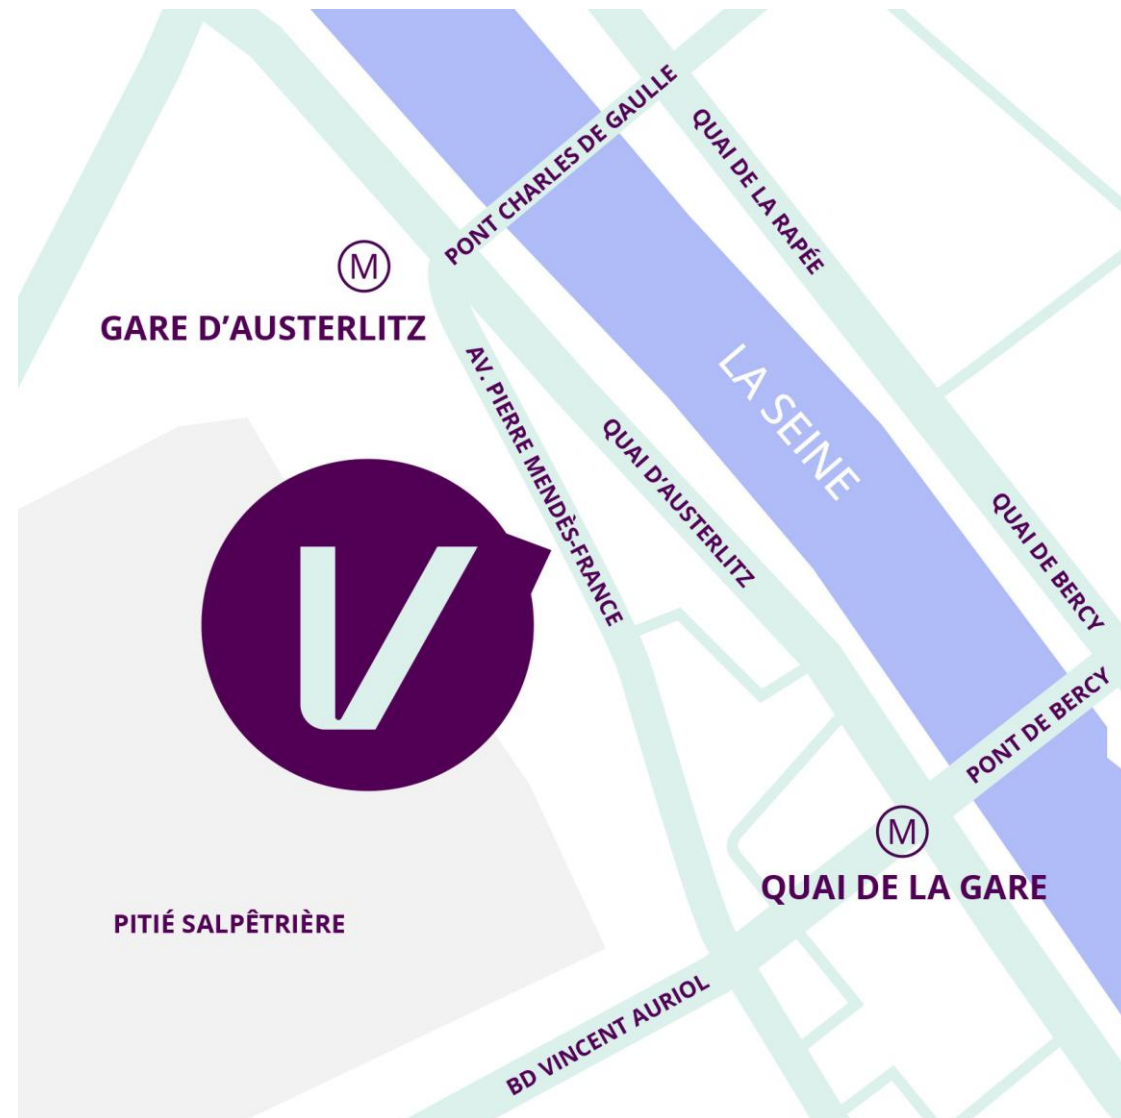 PONT CHARLES DE GAULLE
QUAI DE LA RAPÉE
M
GARE D’AUSTERLITZ
AV. PIERRE MENDÈS-FRANCE
LA SEINE
QUAI D’AUSTERLITZ
QUAI DE BERCY
V
PONT DE BERCY
M
QUAI DE LA GARE
PITIÉ SALPÊTRIÈRE
BD VINCENT AURIOL